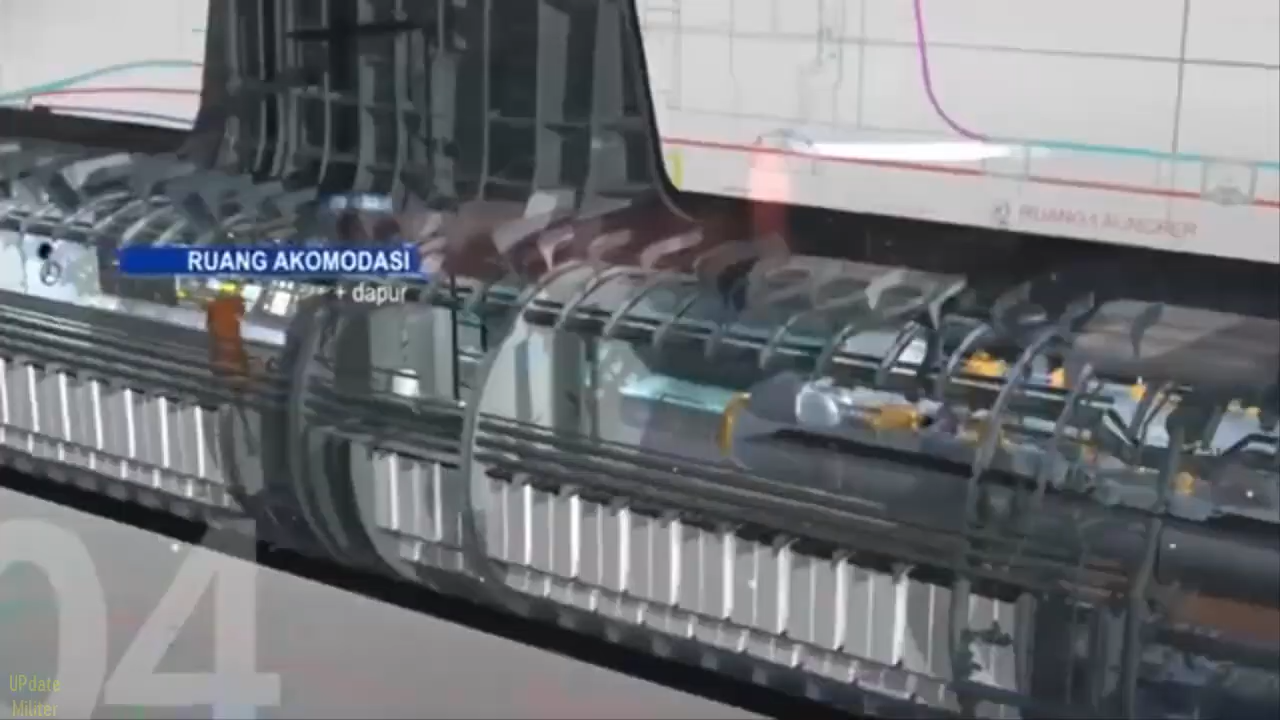 RUANG LAUNCHER
RUANG AKOMODASI
+ dapur
04
UPdate
Militer